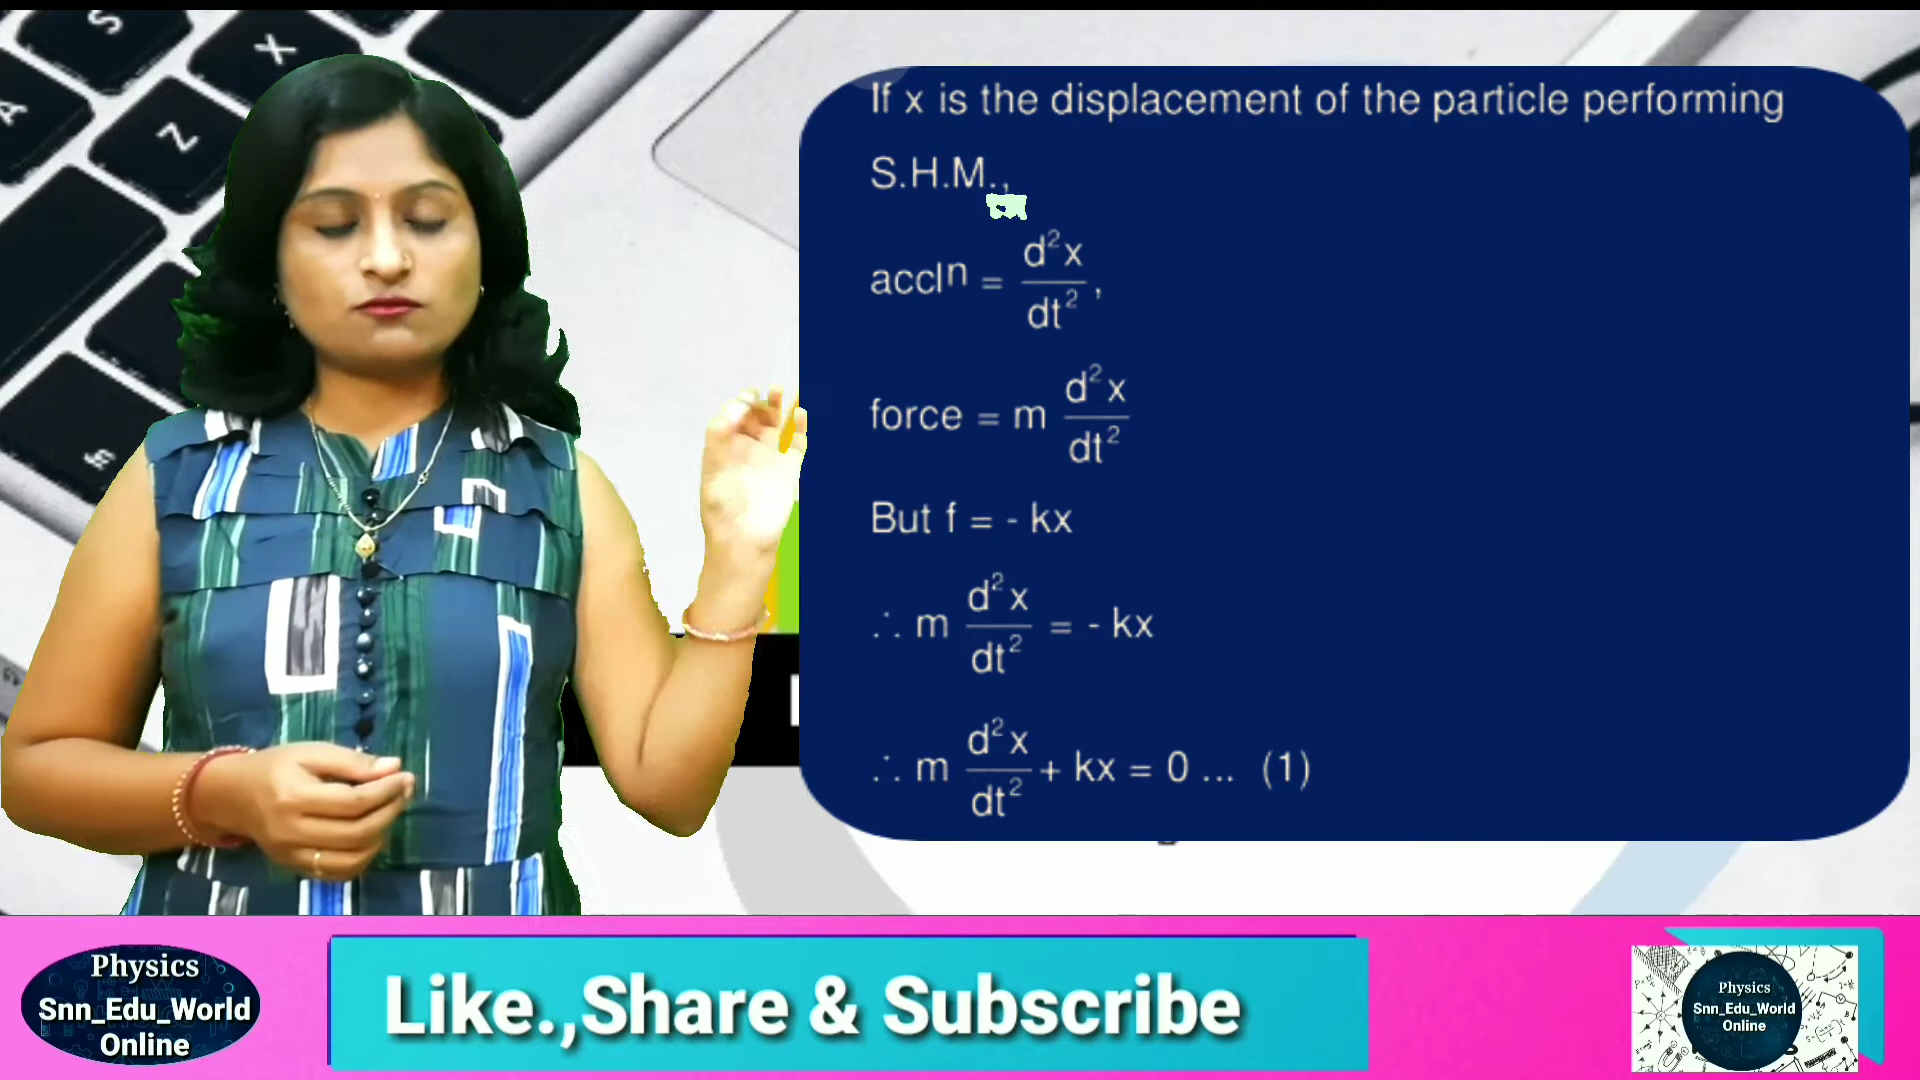 If x is the displacement of the particle performing
S.H.M.,
acclⁿ = d²x/dt²,
force = m d²x/dt²
But f = - kx
∴ m d²x/dt² = - kx
∴ m d²x/dt² + kx = 0 ... (1)
Like.,Share & Subscribe
Physics
Snn_Edu_World
Online
Physics
Snn_Edu_World
Online
S
X
A
Z